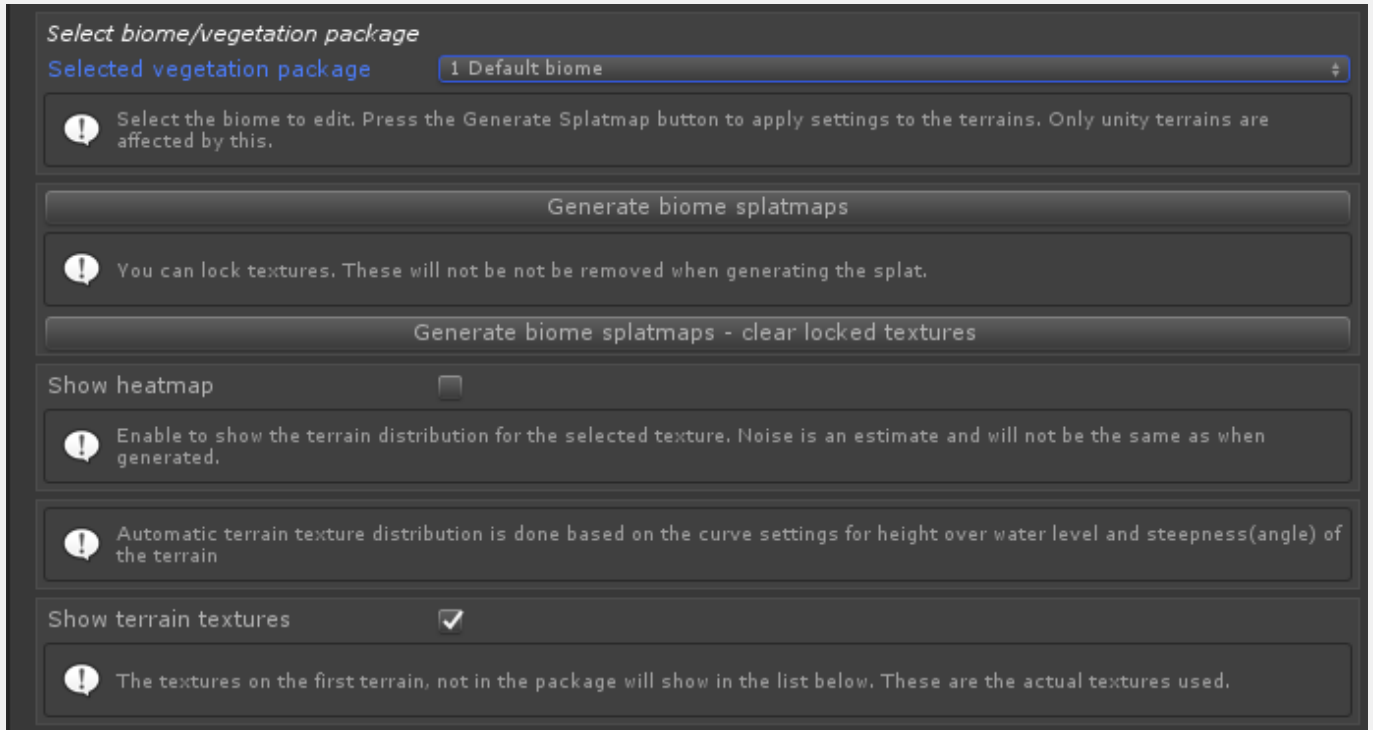 Select biome/vegetation package
Selected vegetation package 1 Default biome
Select the biome to edit. Press the Generate Splatmap button to apply settings to the terrains. Only unity terrains are
affected by this.
Generate biome splatmaps
You can lock textures. These will not be not be removed when generating the splat.
Generate biome splatmaps - clear locked textures
Show heatmap
Enable to show the terrain distribution for the selected texture. Noise is an estimate and will not be the same as when
generated.
Automatic terrain texture distribution is done based on the curve settings for height over water level and steepness(angle) of
the terrain
Show terrain textures
The textures on the first terrain, not in the package will show in the list below. These are the actual textures used.